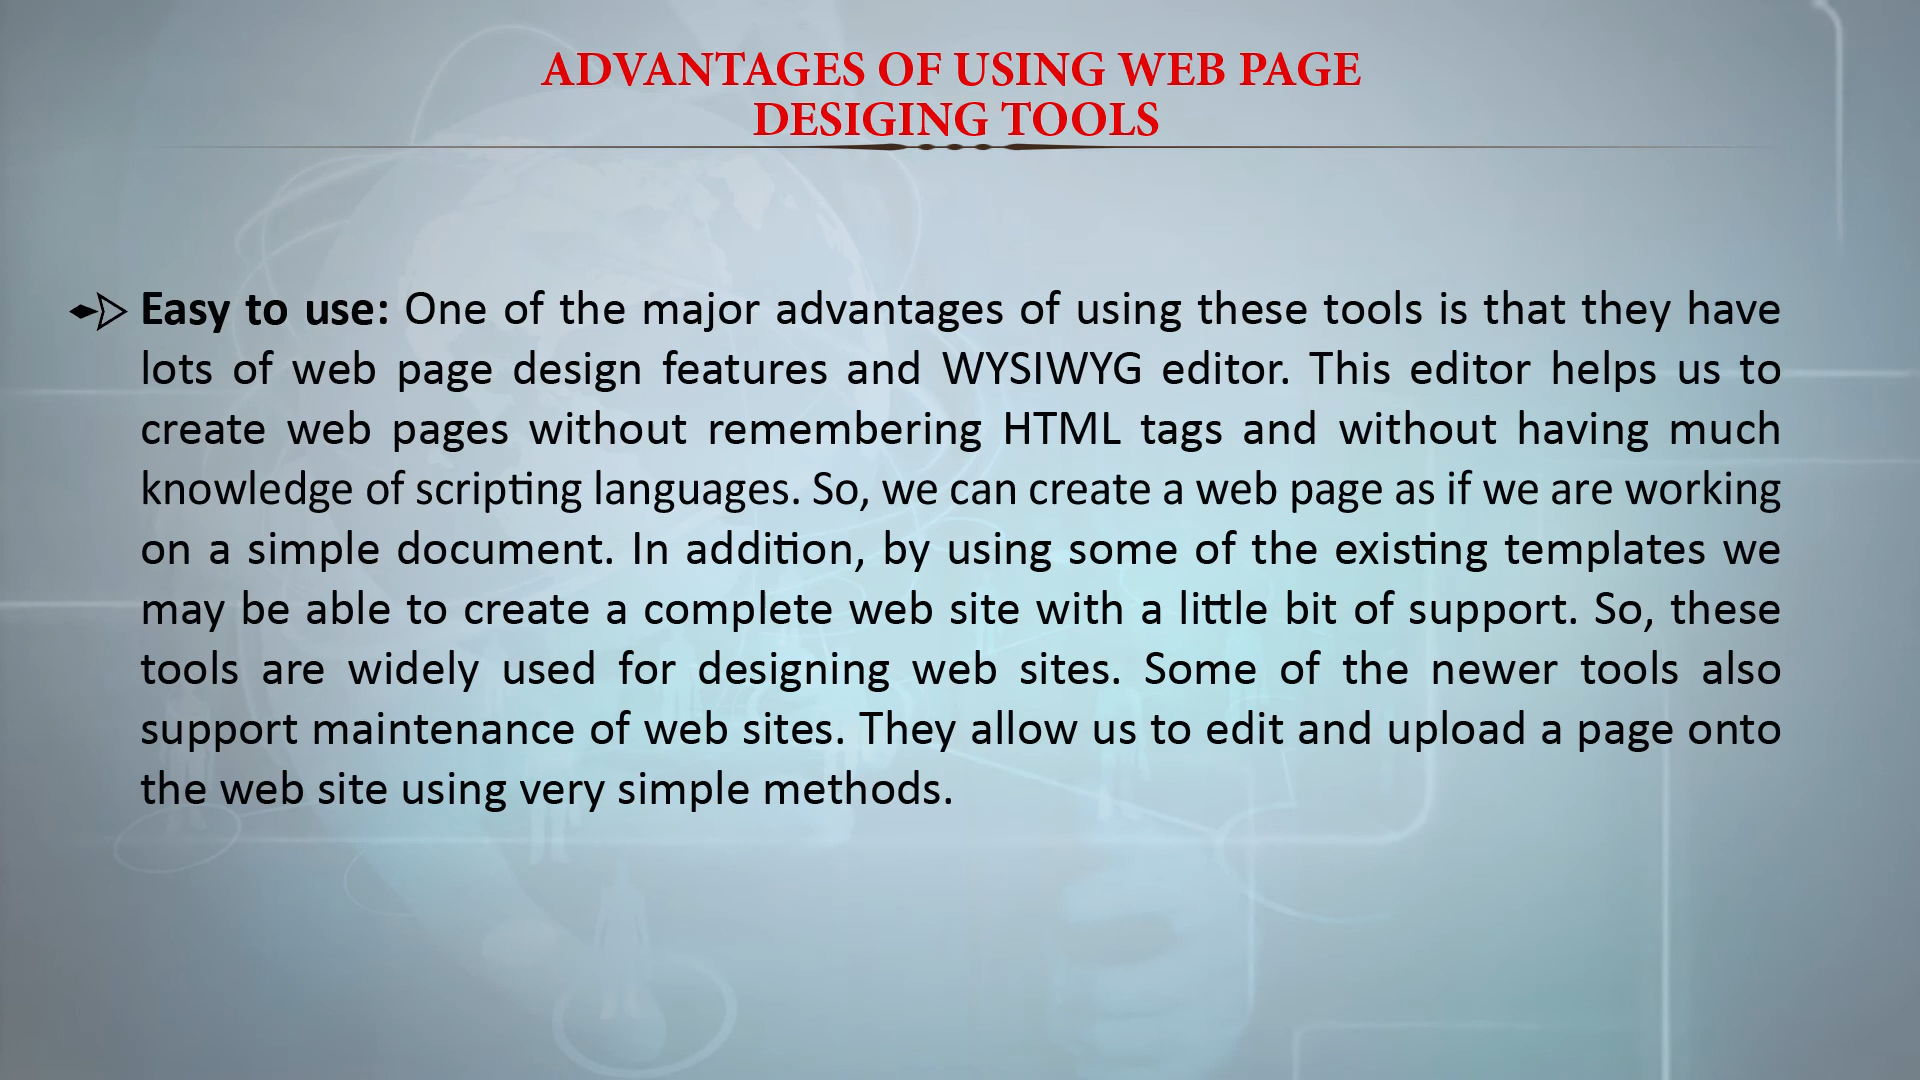 ADVANTAGES OF USING WEB PAGE
DESIGING TOOLS
Easy to use: One of the major advantages of using these tools is that they have
lots of web page design features and WYSIWYG editor. This editor helps us to
create web pages without remembering HTML tags and without having much
knowledge of scripting languages. So, we can create a web page as if we are working
on a simple document. In addition, by using some of the existing templates we
may be able to create a complete web site with a little bit of support. So, these
tools are widely used for designing web sites. Some of the newer tools also
support maintenance of web sites. They allow us to edit and upload a page onto
the web site using very simple methods.